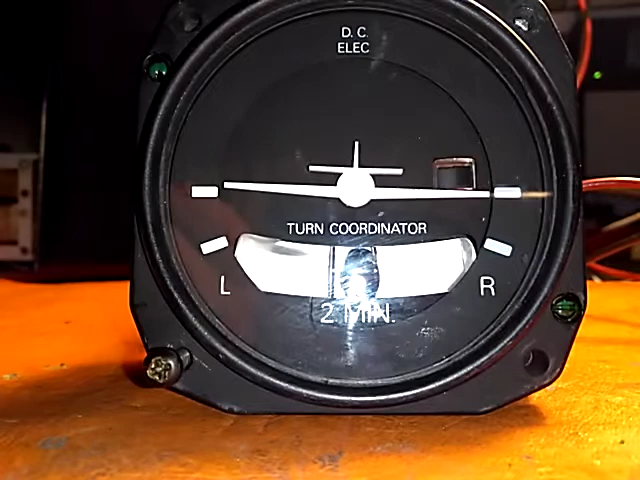 D. C.
ELEC
TURN COORDINATOR
L
R
2 MIN.